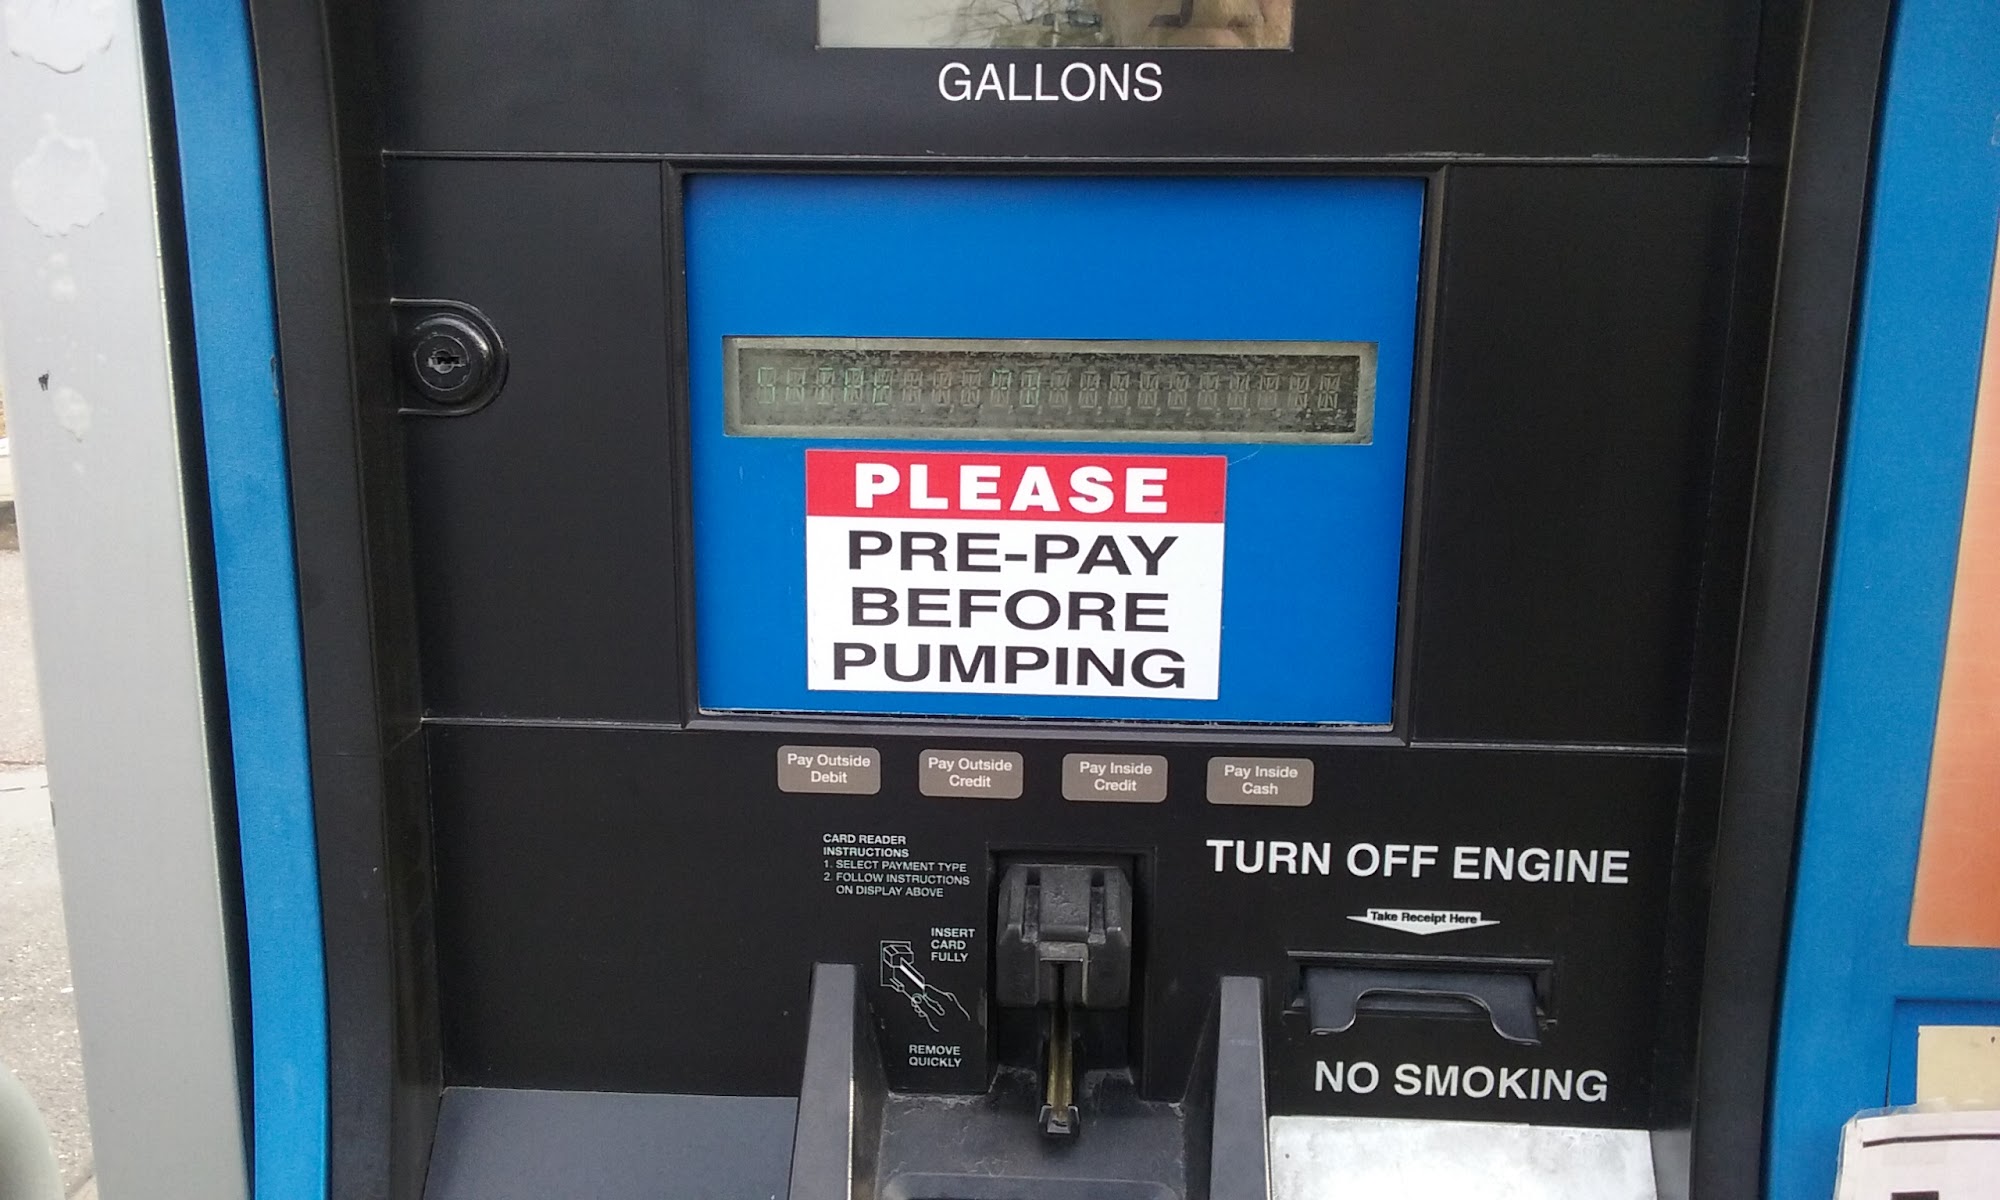 GALLONS
PLEASE
PRE-PAY
BEFORE
PUMPING
Pay Outside
Debit
Pay Outside
Credit
Pay Inside
Credit
Pay Inside
Cash
CARD READER
INSTRUCTIONS
1. SELECT PAYMENT TYPE
2. FOLLOW INSTRUCTIONS
ON DISPLAY ABOVE
INSERT
CARD
FULLY
REMOVE
QUICKLY
TURN OFF ENGINE
Take Receipt Here
NO SMOKING